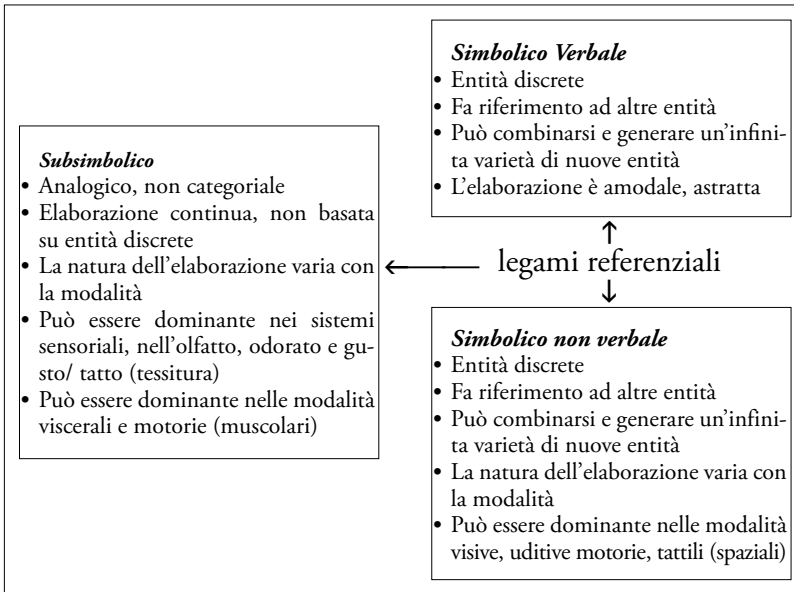 Subsimbolico
• Analogico, non categoriale
• Elaborazione continua, non basata
su entità discrete
• La natura dell’elaborazione varia con
la modalità
• Può essere dominante nei sistemi
sensoriali, nell’olfatto, odorato e gu-
sto/ tatto (tessitura)
• Può essere dominante nelle modalità
viscerali e motorie (muscolari)
Simbolico Verbale
• Entità discrete
• Fa riferimento ad altre entità
• Può combinarsi e generare un’infini-
ta varietà di nuove entità
• L’elaborazione è amodale, astratta
legami referenziali
Simbolico non verbale
• Entità discrete
• Fa riferimento ad altre entità
• Può combinarsi e generare un’infini-
ta varietà di nuove entità
• La natura dell’elaborazione varia con
la modalità
• Può essere dominante nelle modalità
visive, uditive motorie, tattili (spaziali)